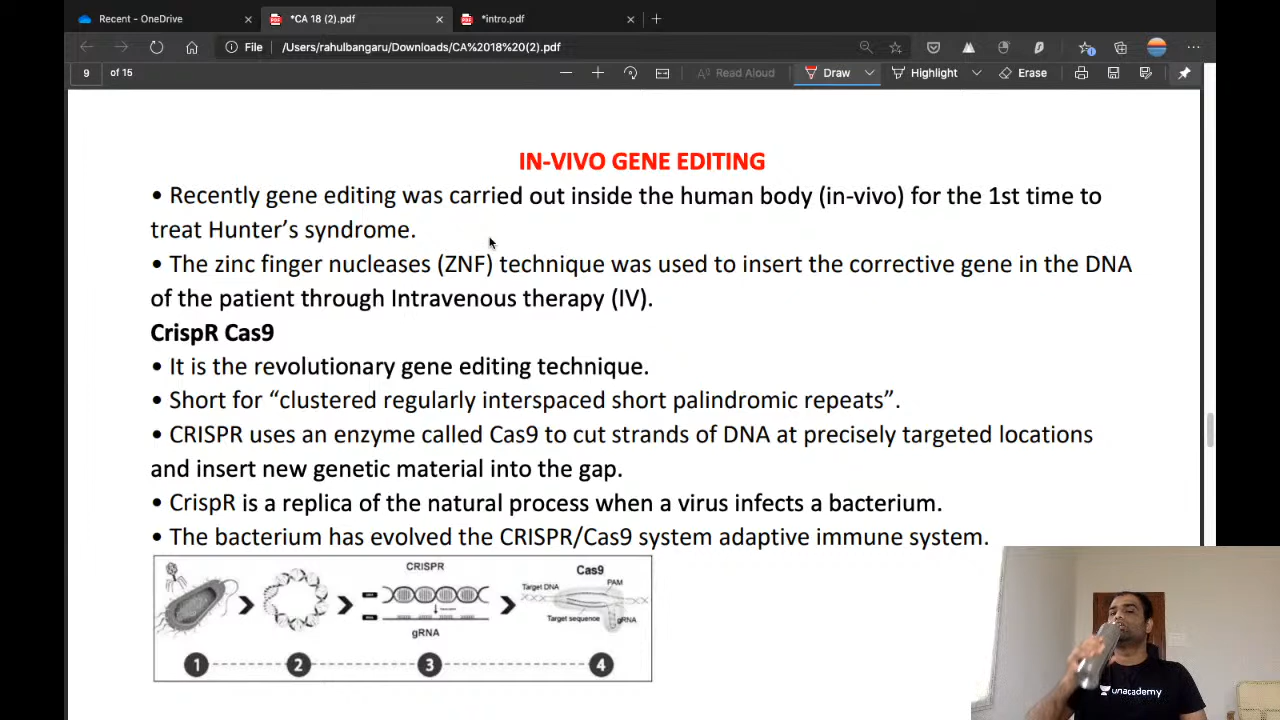 Recent - OneDrive
*CA 18 (2).pdf
*intro.pdf
File
/Users/rahulbangaru/Downloads/CA%2018%20(2).pdf
9 of 15
Read Aloud
Draw
Highlight
Erase
IN-VIVO GENE EDITING
• Recently gene editing was carried out inside the human body (in-vivo) for the 1st time to
treat Hunter’s syndrome.
• The zinc finger nucleases (ZNF) technique was used to insert the corrective gene in the DNA
of the patient through Intravenous therapy (IV).
CrispR Cas9
• It is the revolutionary gene editing technique.
• Short for “clustered regularly interspaced short palindromic repeats”.
• CRISPR uses an enzyme called Cas9 to cut strands of DNA at precisely targeted locations
and insert new genetic material into the gap.
• CrispR is a replica of the natural process when a virus infects a bacterium.
• The bacterium has evolved the CRISPR/Cas9 system adaptive immune system.
CRISPR
Cas9
Target DNA
PAM
Target sequence
gRNA
gRNA
1
2
3
4
unacademy